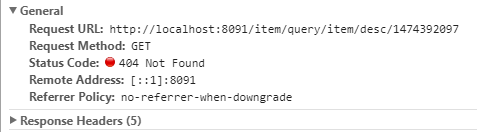 General
Request URL: http://localhost:8091/item/query/item/desc/1474392097
Request Method: GET
Status Code: 404 Not Found
Remote Address: [::1]:8091
Referrer Policy: no-referrer-when-downgrade
Response Headers (5)